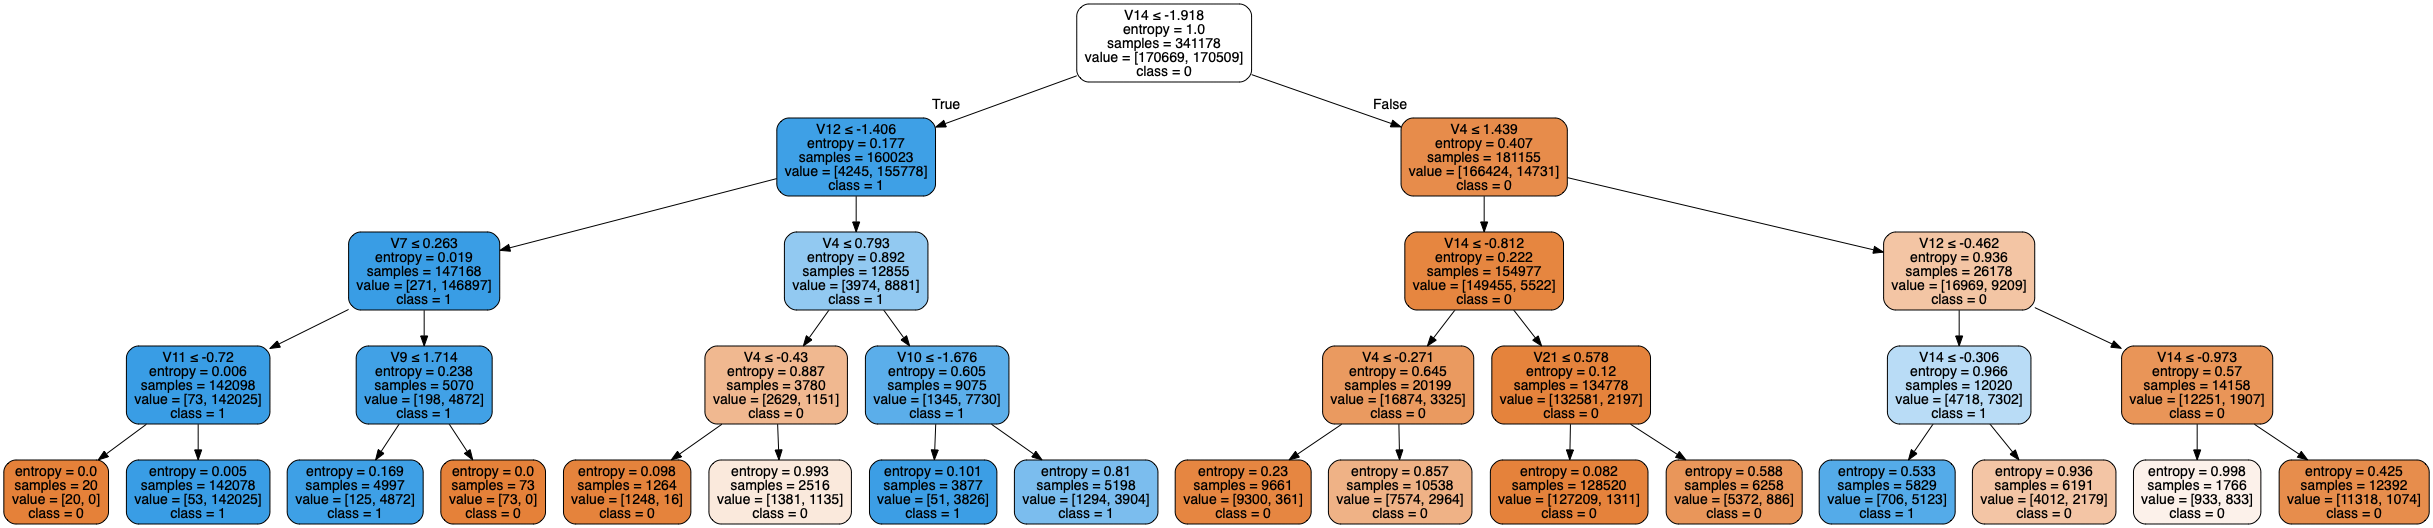 V14 ≤ -1.918
entropy = 1.0
samples = 341178
value = [170669, 170509]
class = 0
True
False
V12 ≤ -1.406
entropy = 0.177
samples = 160023
value = [4245, 155778]
class = 1
V4 ≤ 1.439
entropy = 0.407
samples = 181155
value = [166424, 14731]
class = 0
V7 ≤ 0.263
entropy = 0.019
samples = 147168
value = [271, 146897]
class = 1
V4 ≤ 0.793
entropy = 0.892
samples = 12855
value = [3974, 8881]
class = 1
V14 ≤ -0.812
entropy = 0.222
samples = 154977
value = [149455, 5522]
class = 0
V12 ≤ -0.462
entropy = 0.936
samples = 26178
value = [16969, 9209]
class = 0
V11 ≤ -0.72
entropy = 0.006
samples = 142098
value = [73, 142025]
class = 1
V9 ≤ 1.714
entropy = 0.238
samples = 5070
value = [198, 4872]
class = 1
V4 ≤ -0.43
entropy = 0.887
samples = 3780
value = [2629, 1151]
class = 0
V10 ≤ -1.676
entropy = 0.605
samples = 9075
value = [1345, 7730]
class = 1
V4 ≤ -0.271
entropy = 0.645
samples = 20199
value = [16874, 3325]
class = 0
V21 ≤ 0.578
entropy = 0.12
samples = 134778
value = [132581, 2197]
class = 0
V14 ≤ -0.306
entropy = 0.966
samples = 12020
value = [4718, 7302]
class = 1
V14 ≤ -0.973
entropy = 0.57
samples = 14158
value = [12251, 1907]
class = 0
entropy = 0.0
samples = 20
value = [20, 0]
class = 0
entropy = 0.005
samples = 142078
value = [53, 142025]
class = 1
entropy = 0.169
samples = 4997
value = [125, 4872]
class = 1
entropy = 0.0
samples = 73
value = [73, 0]
class = 0
entropy = 0.098
samples = 1264
value = [1248, 16]
class = 0
entropy = 0.993
samples = 2516
value = [1381, 1135]
class = 0
entropy = 0.101
samples = 3877
value = [51, 3826]
class = 1
entropy = 0.81
samples = 5198
value = [1294, 3904]
class = 1
entropy = 0.23
samples = 9661
value = [9300, 361]
class = 0
entropy = 0.857
samples = 10538
value = [7574, 2964]
class = 0
entropy = 0.082
samples = 128520
value = [127209, 1311]
class = 0
entropy = 0.588
samples = 6258
value = [5372, 886]
class = 0
entropy = 0.533
samples = 5829
value = [706, 5123]
class = 1
entropy = 0.936
samples = 6191
value = [4012, 2179]
class = 0
entropy = 0.998
samples = 1766
value = [933, 833]
class = 0
entropy = 0.425
samples = 12392
value = [11318, 1074]
class = 0